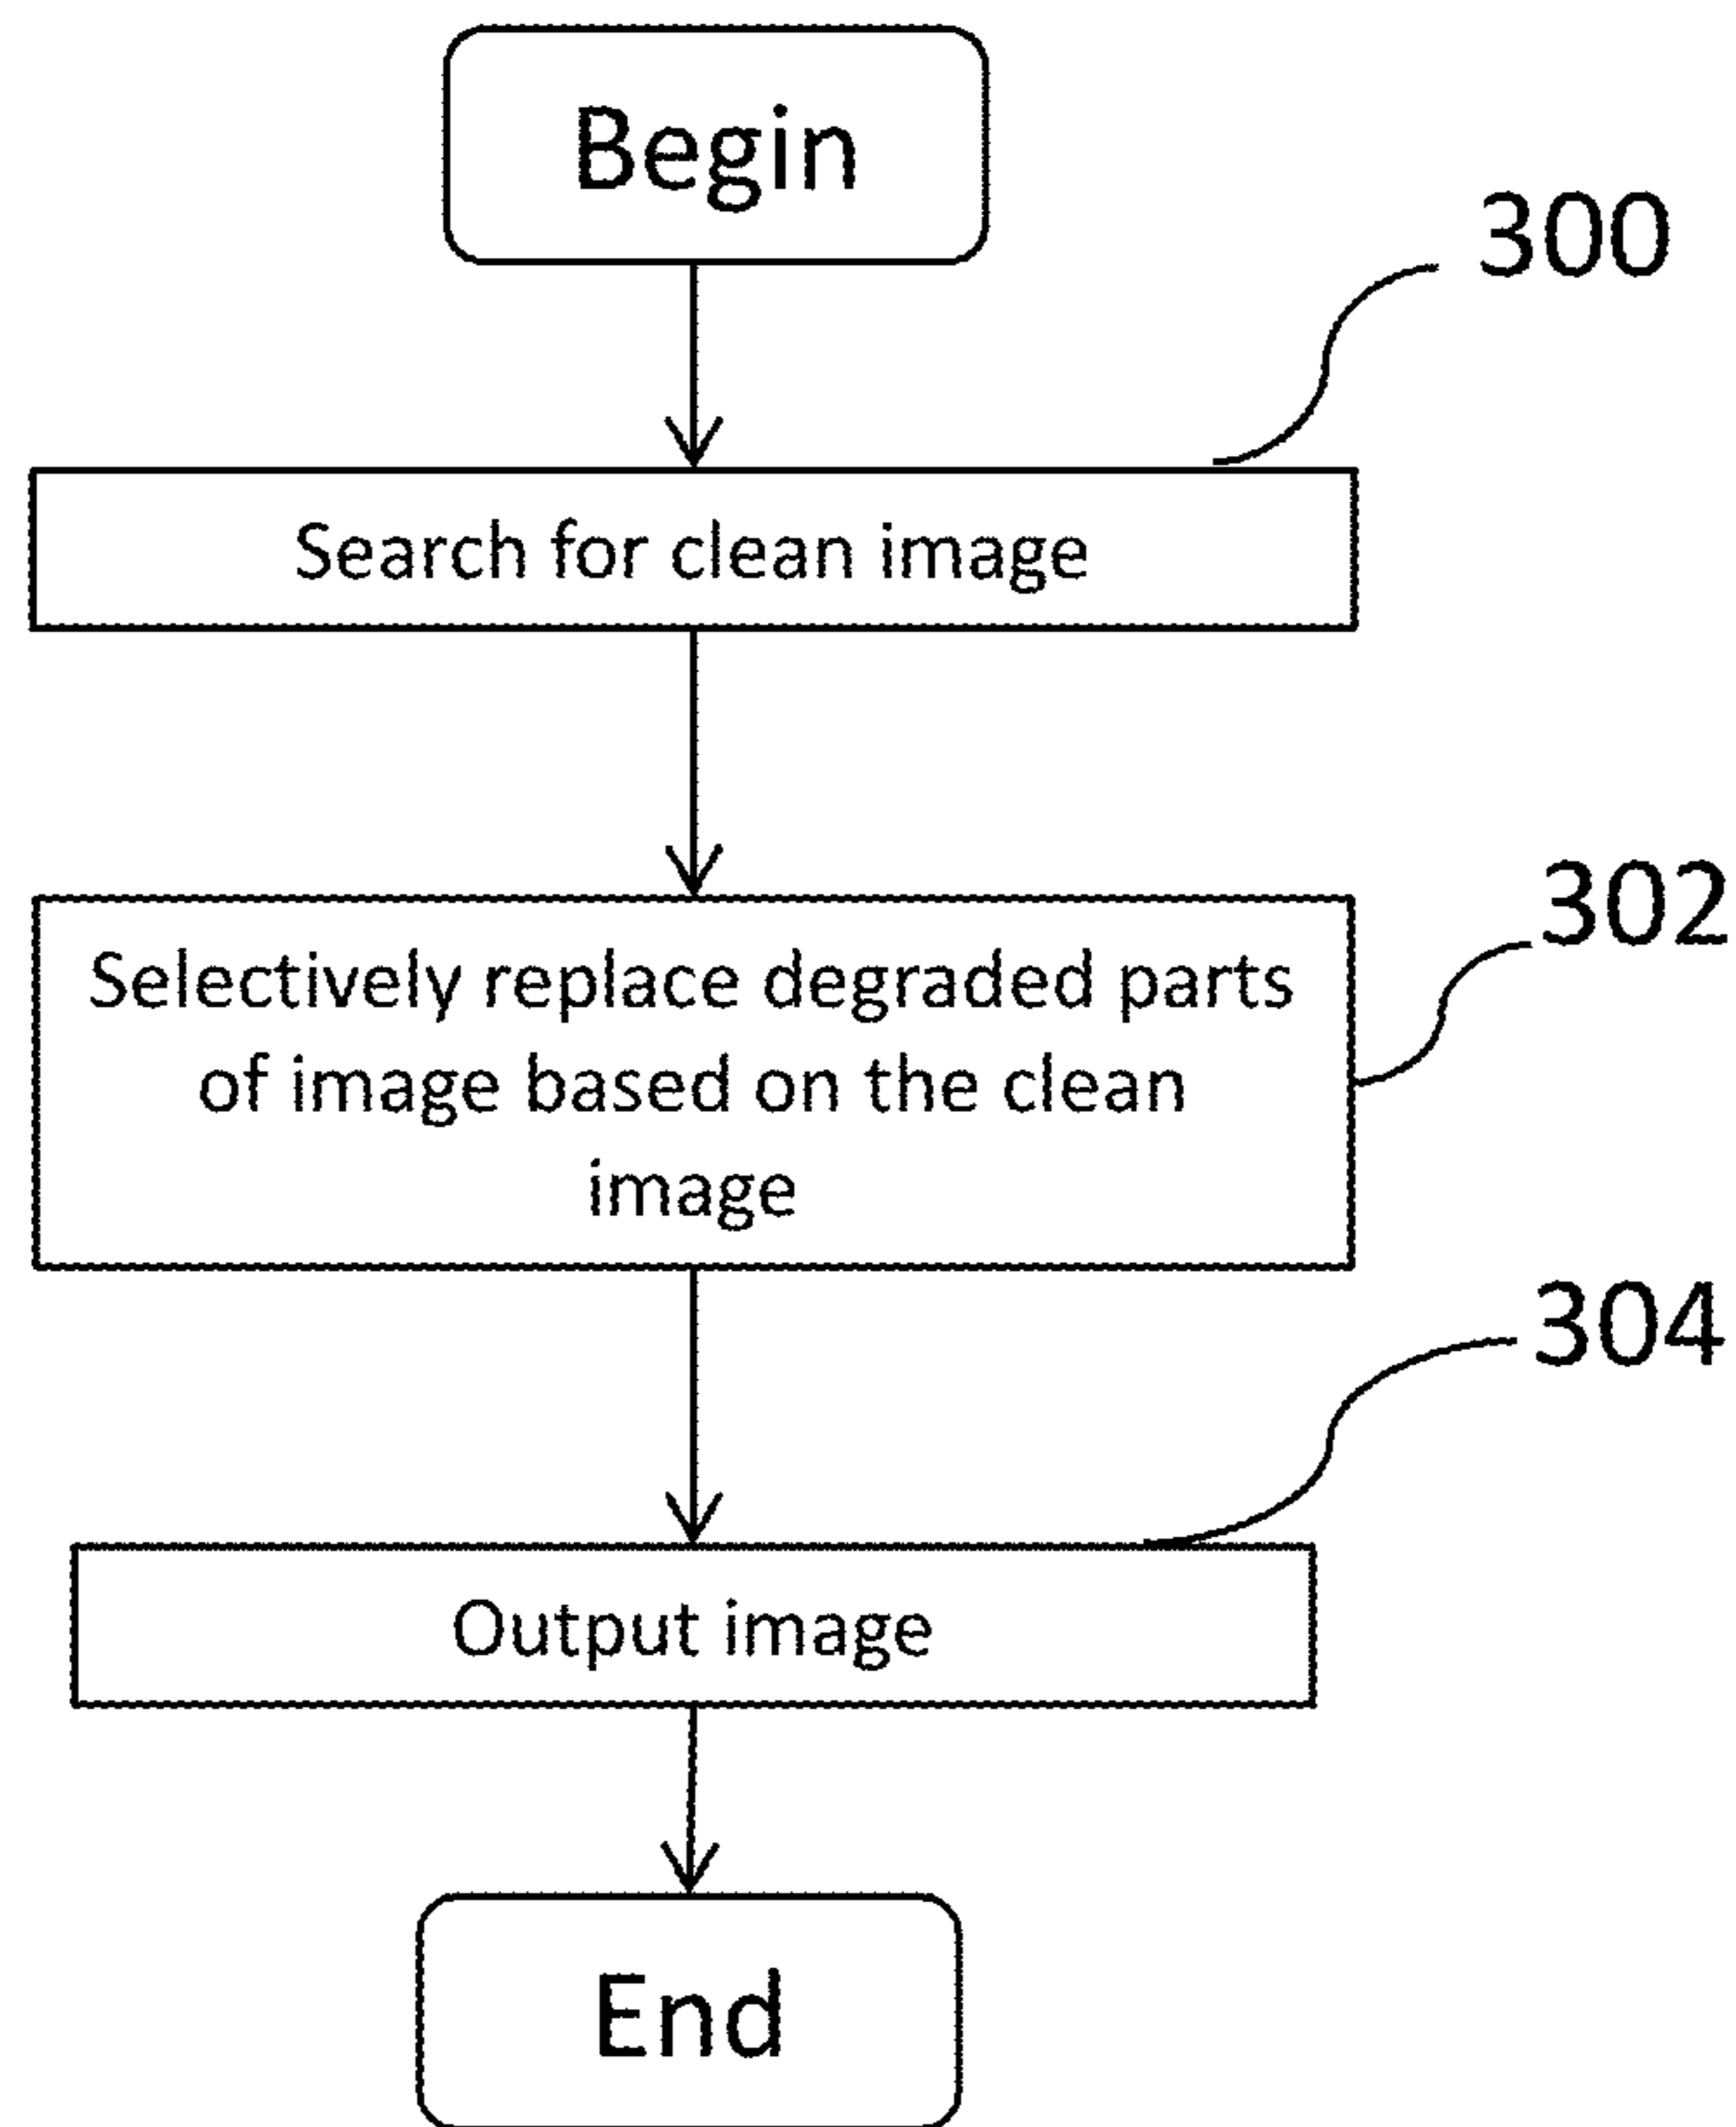 Begin
300
Search for clean image
302
Selectively replace degraded parts
of image based on the clean
image
304
Output image
End